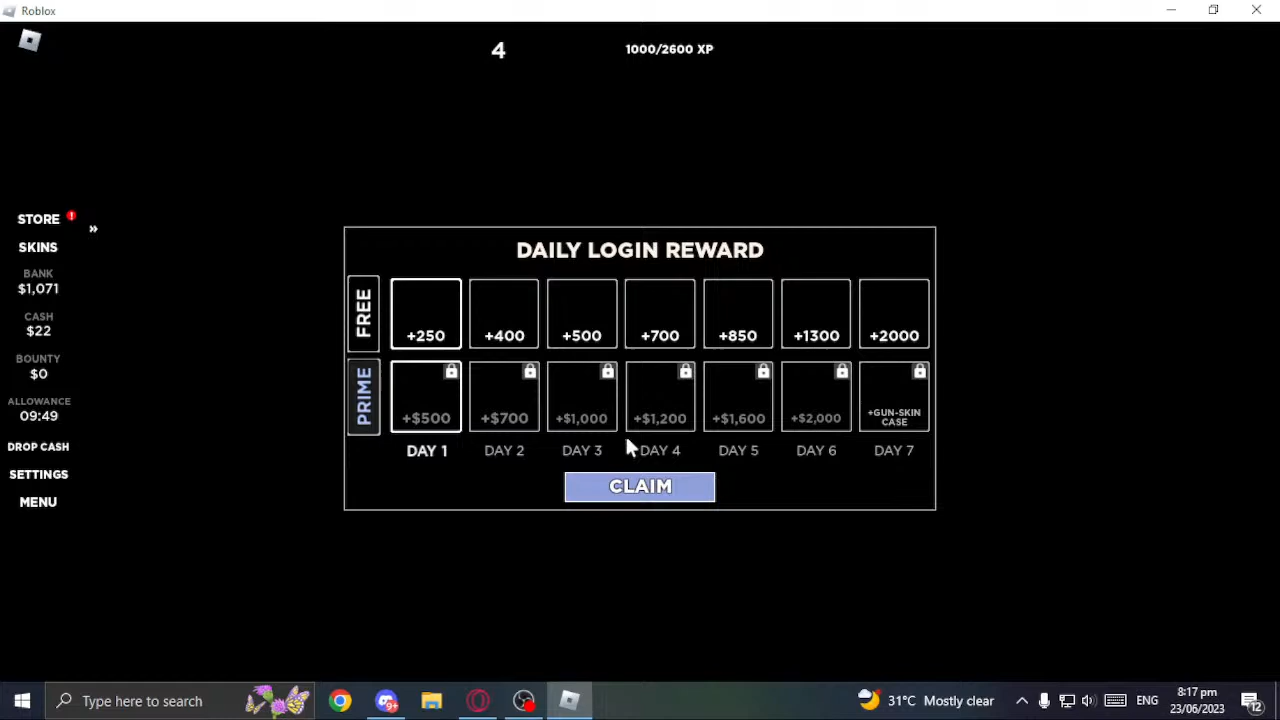 Roblox
4
1000/2600 XP
STORE !
»
SKINS
BANK
$1,071
CASH
$22
BOUNTY
$0
ALLOWANCE
09:49
DROP CASH
SETTINGS
MENU
DAILY LOGIN REWARD
FREE
+250 +400 +500 +700 +850 +1300 +2000
PRIME
+$500 +$700 +$1,000 +$1,200 +$1,600 +$2,000 +GUN-SKIN
CASE
DAY 1 DAY 2 DAY 3 DAY 4 DAY 5 DAY 6 DAY 7
CLAIM
Type here to search
9+
31°C Mostly clear
ENG
8:17 pm
23/06/2023
12